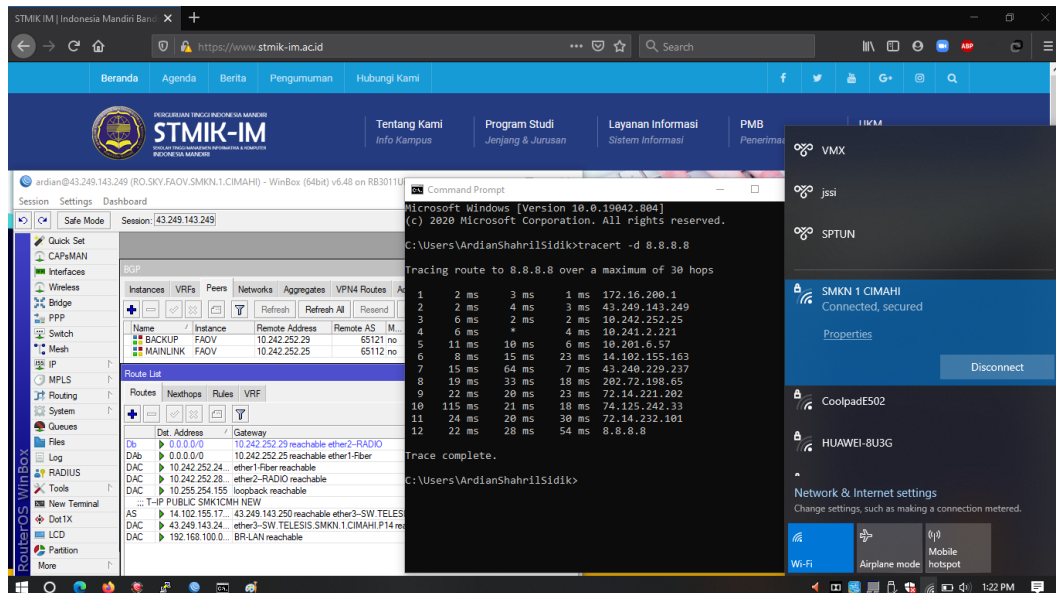 STMIK IM | Indonesia Mandiri Band
https://www.stmik-im.ac.id
Search
ABP
Beranda Agenda Berita Pengumuman Hubungi Kami
f G+
PERGURUAN TINGGI INDONESIA MANDIRI
STMIK-IM
SEKOLAH TINGGI MANAJEMEN INFORMATIKA & KOMPUTER
INDONESIA MANDIRI
Tentang Kami
Info Kampus
Program Studi
Jenjang & Jurusan
Layanan Informasi
Sistem Informasi
PMB
Penerimaa
UKM
ardian@43.249.143.249 (RO.SKY.FAOV.SMKN.1.CIMAHI) - WinBox (64bit) v6.48 on RB3011U
Session Settings Dashboard
Safe Mode Session: 43.249.143.249
Quick Set
CAPsMAN
Interfaces
Wireless
Bridge
PPP
Switch
Mesh
IP
MPLS
Routing
System
Queues
Files
Log
RADIUS
Tools
New Terminal
Dot1X
LCD
Partition
More
RouterOS WinBox
BGP
Instances VRFs Peers Networks Aggregates VPN4 Routes A
Refresh Refresh All Resend
Name Instance Remote Address Remote AS M...
BACKUP FAOV 10.242.252.29 65121 no
MAINLINK FAOV 10.242.252.25 65112 no
Route List
Routes Nexthops Rules VRF
Dst. Address Gateway
Db 0.0.0.0/0 10.242.252.29 reachable ether2--RADIO
DAb 0.0.0.0/0 10.242.252.25 reachable ether1-Fiber
DAC 10.242.252.24... ether1-Fiber reachable
DAC 10.242.252.28... ether2--RADIO reachable
DAC 10.255.254.155 loopback reachable
::: T-IP PUBLIC SMK1CMH NEW
AS 14.102.155.17... 43.249.143.250 reachable ether3--SW.TELES
DAC 43.249.143.24... ether3--SW.TELESIS.SMKN.1.CIMAHI.P14 rea
DAC 192.168.100.0... BR-LAN reachable
Command Prompt
Microsoft Windows [Version 10.0.19042.804]
(c) 2020 Microsoft Corporation. All rights reserved.
C:\Users\ArdianShahrilSidik>tracert -d 8.8.8.8
Tracing route to 8.8.8.8 over a maximum of 30 hops
1 2 ms 3 ms 1 ms 172.16.200.1
2 2 ms 4 ms 3 ms 43.249.143.249
3 6 ms 2 ms 2 ms 10.242.252.25
4 6 ms * 4 ms 10.241.2.221
5 11 ms 10 ms 6 ms 10.201.6.57
6 8 ms 15 ms 23 ms 14.102.155.163
7 15 ms 64 ms 7 ms 43.240.229.237
8 19 ms 33 ms 18 ms 202.72.198.65
9 22 ms 20 ms 23 ms 72.14.221.202
10 115 ms 21 ms 18 ms 74.125.242.33
11 24 ms 20 ms 30 ms 72.14.232.101
12 22 ms 28 ms 54 ms 8.8.8.8
Trace complete.
C:\Users\ArdianShahrilSidik>
VMX
jssi
SPTUN
SMKN 1 CIMAHI
Connected, secured
Properties
Disconnect
CoolpadE502
HUAWEI-8U3G
Network & Internet settings
Change settings, such as making a connection metered.
Wi-Fi
Airplane mode
Mobile
hotspot
1:22 PM